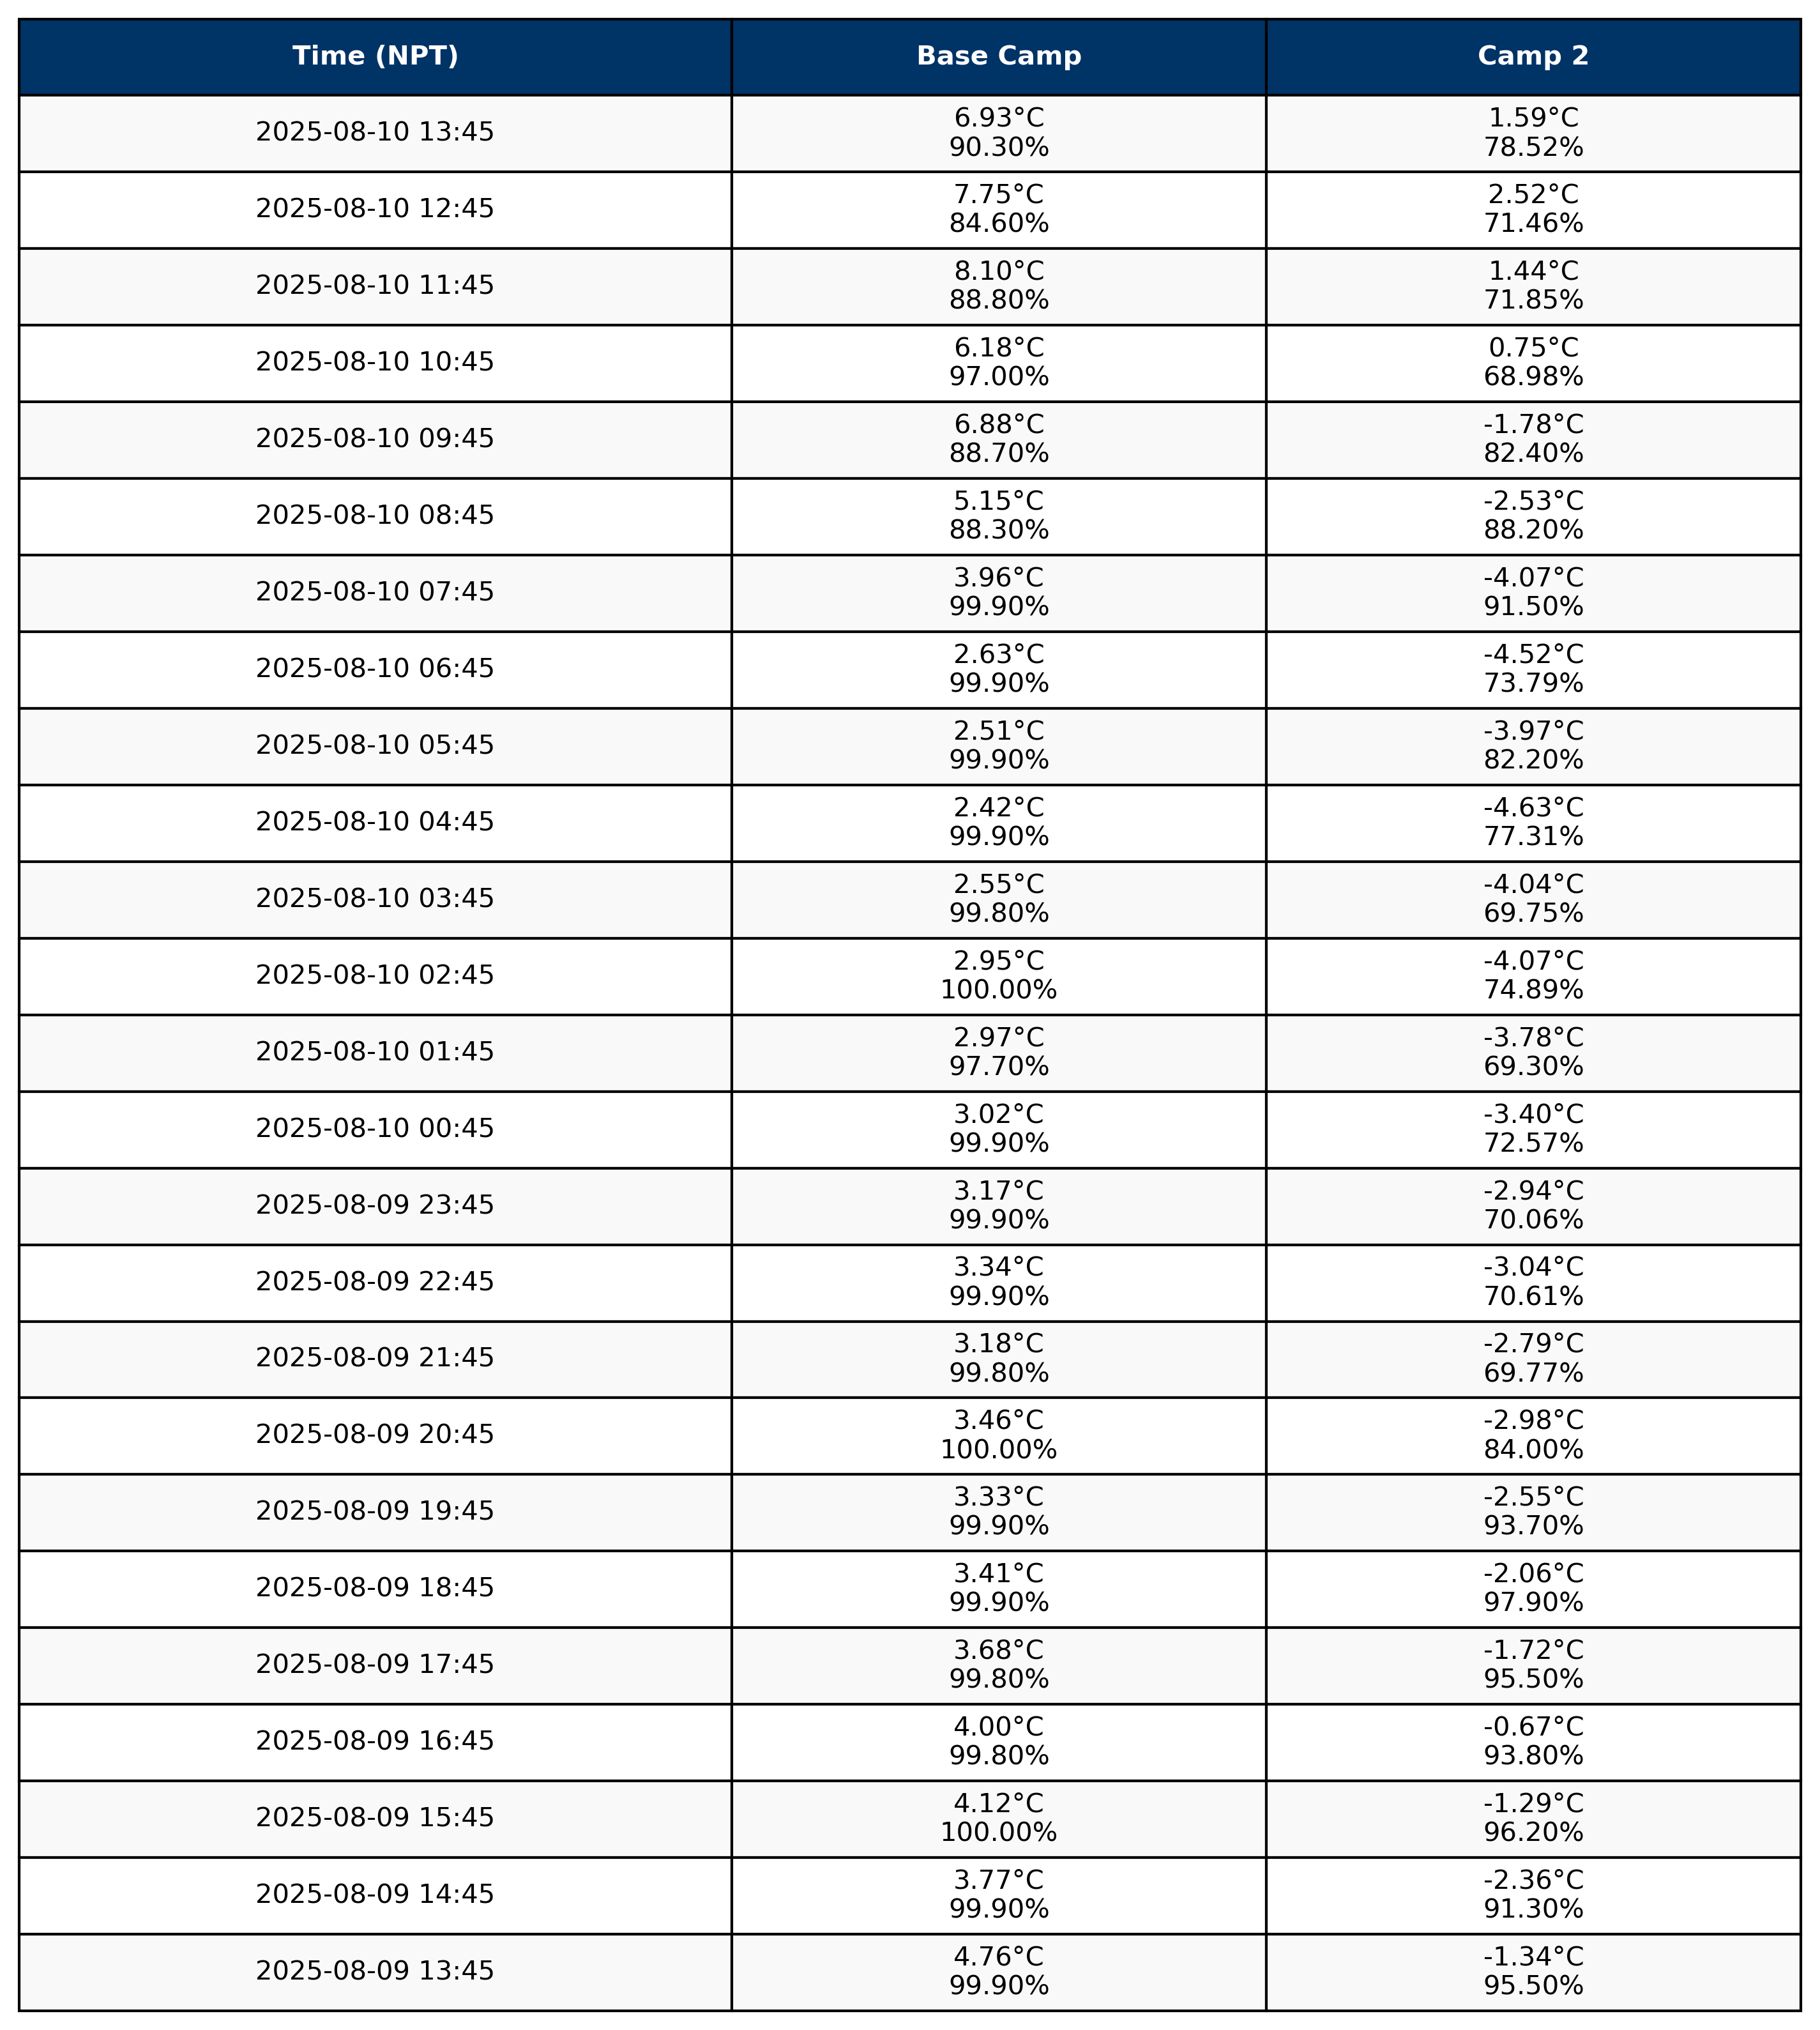 Time (NPT) Base Camp Camp 2
2025-08-10 13:45 6.93°C 1.59°C
90.30% 78.52%
2025-08-10 12:45 7.75°C 2.52°C
84.60% 71.46%
2025-08-10 11:45 8.10°C 1.44°C
88.80% 71.85%
2025-08-10 10:45 6.18°C 0.75°C
97.00% 68.98%
2025-08-10 09:45 6.88°C -1.78°C
88.70% 82.40%
2025-08-10 08:45 5.15°C -2.53°C
88.30% 88.20%
2025-08-10 07:45 3.96°C -4.07°C
99.90% 91.50%
2025-08-10 06:45 2.63°C -4.52°C
99.90% 73.79%
2025-08-10 05:45 2.51°C -3.97°C
99.90% 82.20%
2025-08-10 04:45 2.42°C -4.63°C
99.90% 77.31%
2025-08-10 03:45 2.55°C -4.04°C
99.80% 69.75%
2025-08-10 02:45 2.95°C -4.07°C
100.00% 74.89%
2025-08-10 01:45 2.97°C -3.78°C
97.70% 69.30%
2025-08-10 00:45 3.02°C -3.40°C
99.90% 72.57%
2025-08-09 23:45 3.17°C -2.94°C
99.90% 70.06%
2025-08-09 22:45 3.34°C -3.04°C
99.90% 70.61%
2025-08-09 21:45 3.18°C -2.79°C
99.80% 69.77%
2025-08-09 20:45 3.46°C -2.98°C
100.00% 84.00%
2025-08-09 19:45 3.33°C -2.55°C
99.90% 93.70%
2025-08-09 18:45 3.41°C -2.06°C
99.90% 97.90%
2025-08-09 17:45 3.68°C -1.72°C
99.80% 95.50%
2025-08-09 16:45 4.00°C -0.67°C
99.80% 93.80%
2025-08-09 15:45 4.12°C -1.29°C
100.00% 96.20%
2025-08-09 14:45 3.77°C -2.36°C
99.90% 91.30%
2025-08-09 13:45 4.76°C -1.34°C
99.90% 95.50%